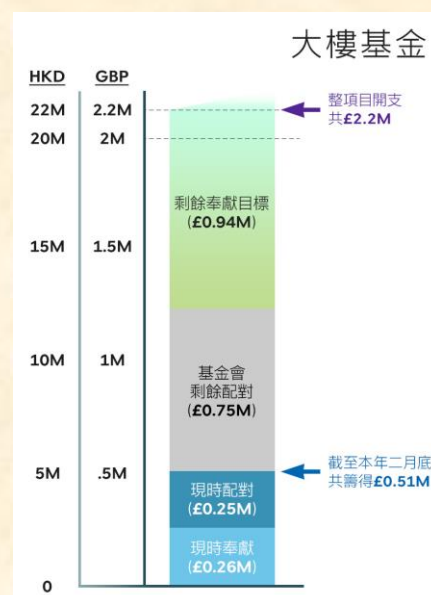 大樓基金
HKD GBP
22M 2.2M
整項目開支
共£2.2M
20M 2M
剩餘奉獻目標
(£0.94M)
15M 1.5M
10M 1M
基金會
剩餘配對
(£0.75M)
5M .5M
截至本年二月底
共籌得£0.51M
現時配對
(£0.25M)
現時奉獻
(£0.26M)
0